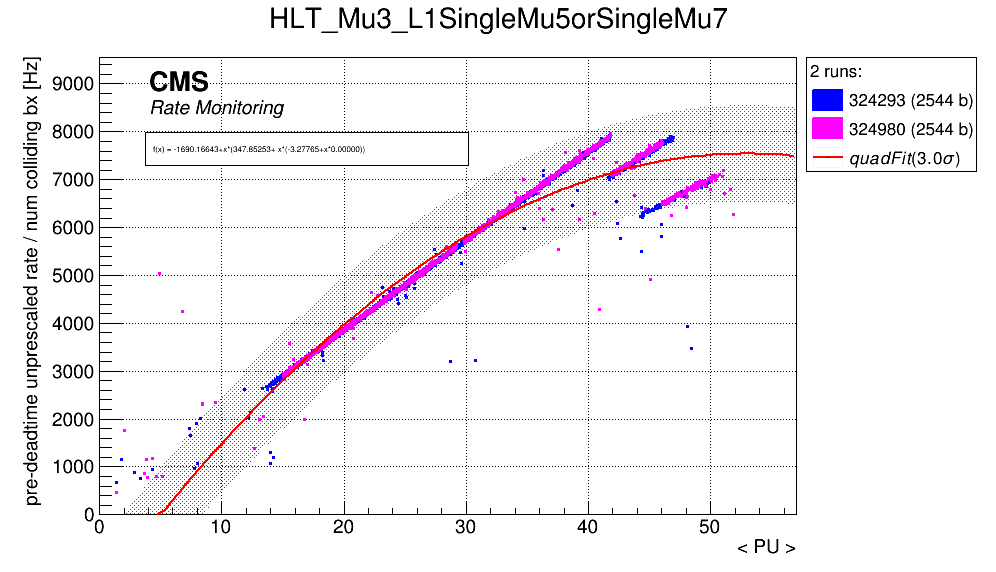 HLT_Mu3_L1SingleMu5orSingleMu7
pre-deadtime unprescaled rate / num colliding bx [Hz]
9000
8000
7000
6000
5000
4000
3000
2000
1000
0
CMS
Rate Monitoring
f(x) = -1690.16643+x*(347.85253+ x*(-3.27765+x*0.00000))
2 runs:
324293 (2544 b)
324980 (2544 b)
quadFit(3.0σ)
0 10 20 30 40 50
< PU >